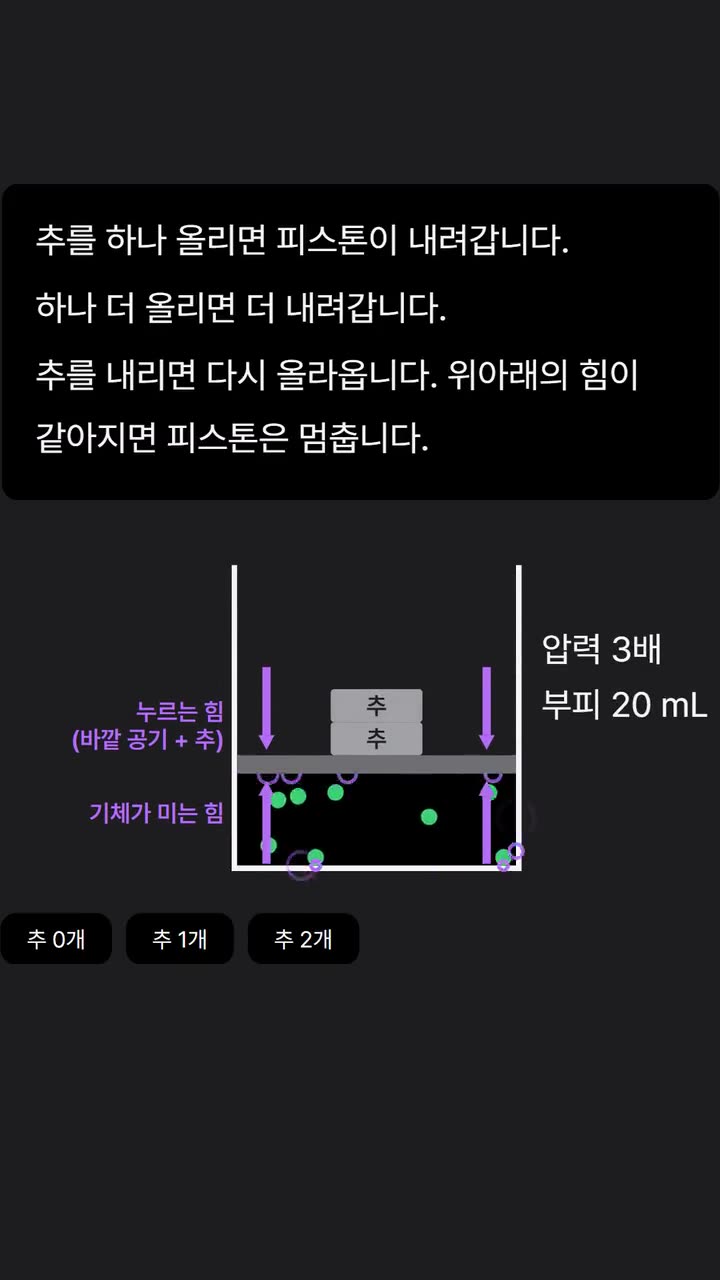 추를 하나 올리면 피스톤이 내려갑니다.
하나 더 올리면 더 내려갑니다.
추를 내리면 다시 올라옵니다. 위아래의 힘이
같아지면 피스톤은 멈춥니다.
압력 3배
부피 20 mL
추
추
누르는 힘
(바깥 공기 + 추)
기체가 미는 힘
추 0개
추 1개
추 2개